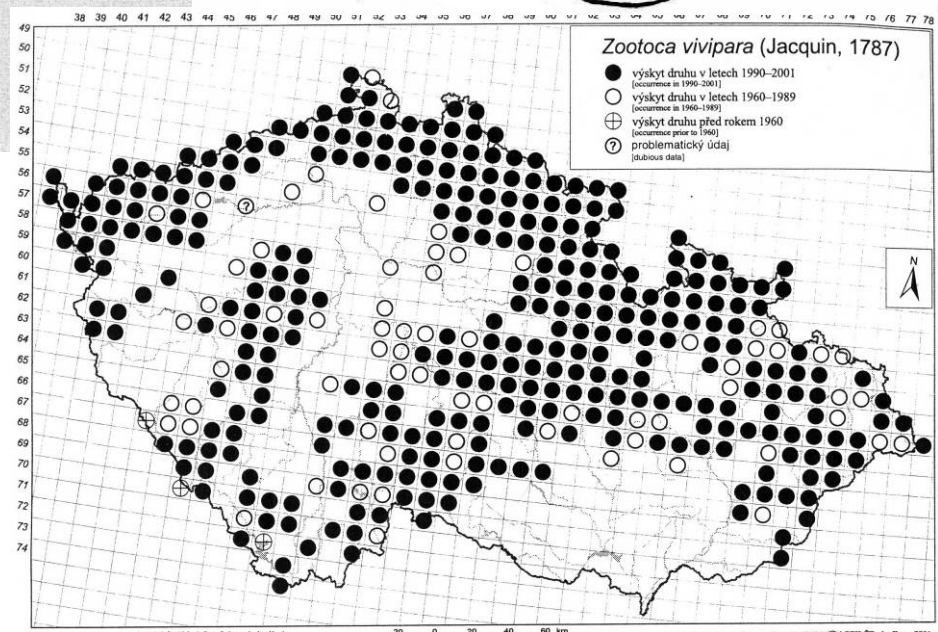 38 39 40 41 42 43 44 45 46 47 48 49 50 51 52 53 54 55 56 57 58 59 60 61 62 63 64 65 66 67 68 69 70 71 72 73 74 75 76 77 78
49
50
51
52
53
54
55
56
57
58
59
60
61
62
63
64
65
66
67
68
69
70
71
72
73
74
Zootoca vivipara (Jacquin, 1787)
výskyt druhu v letech 1990–2001
[occurrence in 1990–2001]
výskyt druhu v letech 1960–1989
[occurrence in 1960–1989]
výskyt druhu před rokem 1960
[occurrence prior to 1960]
? problematický údaj
[dubious data]
?
N
20 0 20 40 60 km